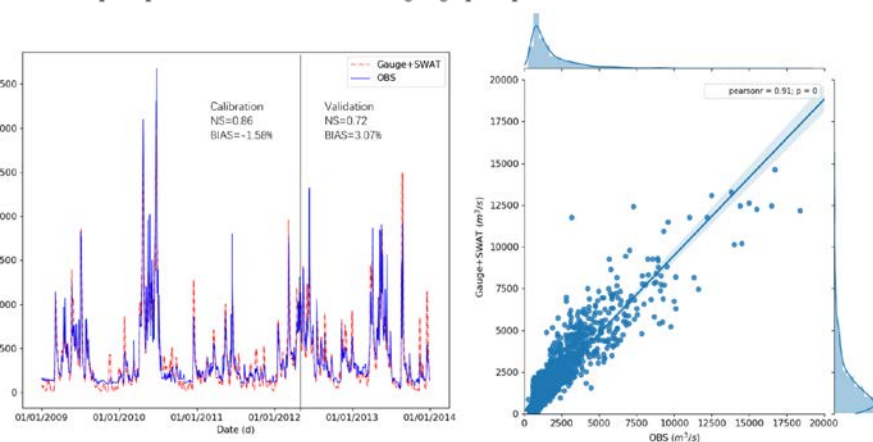 Gauge+SWAT
OBS
Calibration
NS=0.86
BIAS=-1.58%
Validation
NS=0.72
BIAS=3.07%
0
01/01/2009
01/01/2010
01/01/2011
01/01/2012
01/01/2013
01/01/2014
Date (d)
pearsonr = 0.91; p = 0
20000
17500
15000
12500
10000
7500
5000
2500
0
Gauge+SWAT (m³/s)
0
2500
5000
7500
10000
12500
15000
17500
20000
OBS (m³/s)